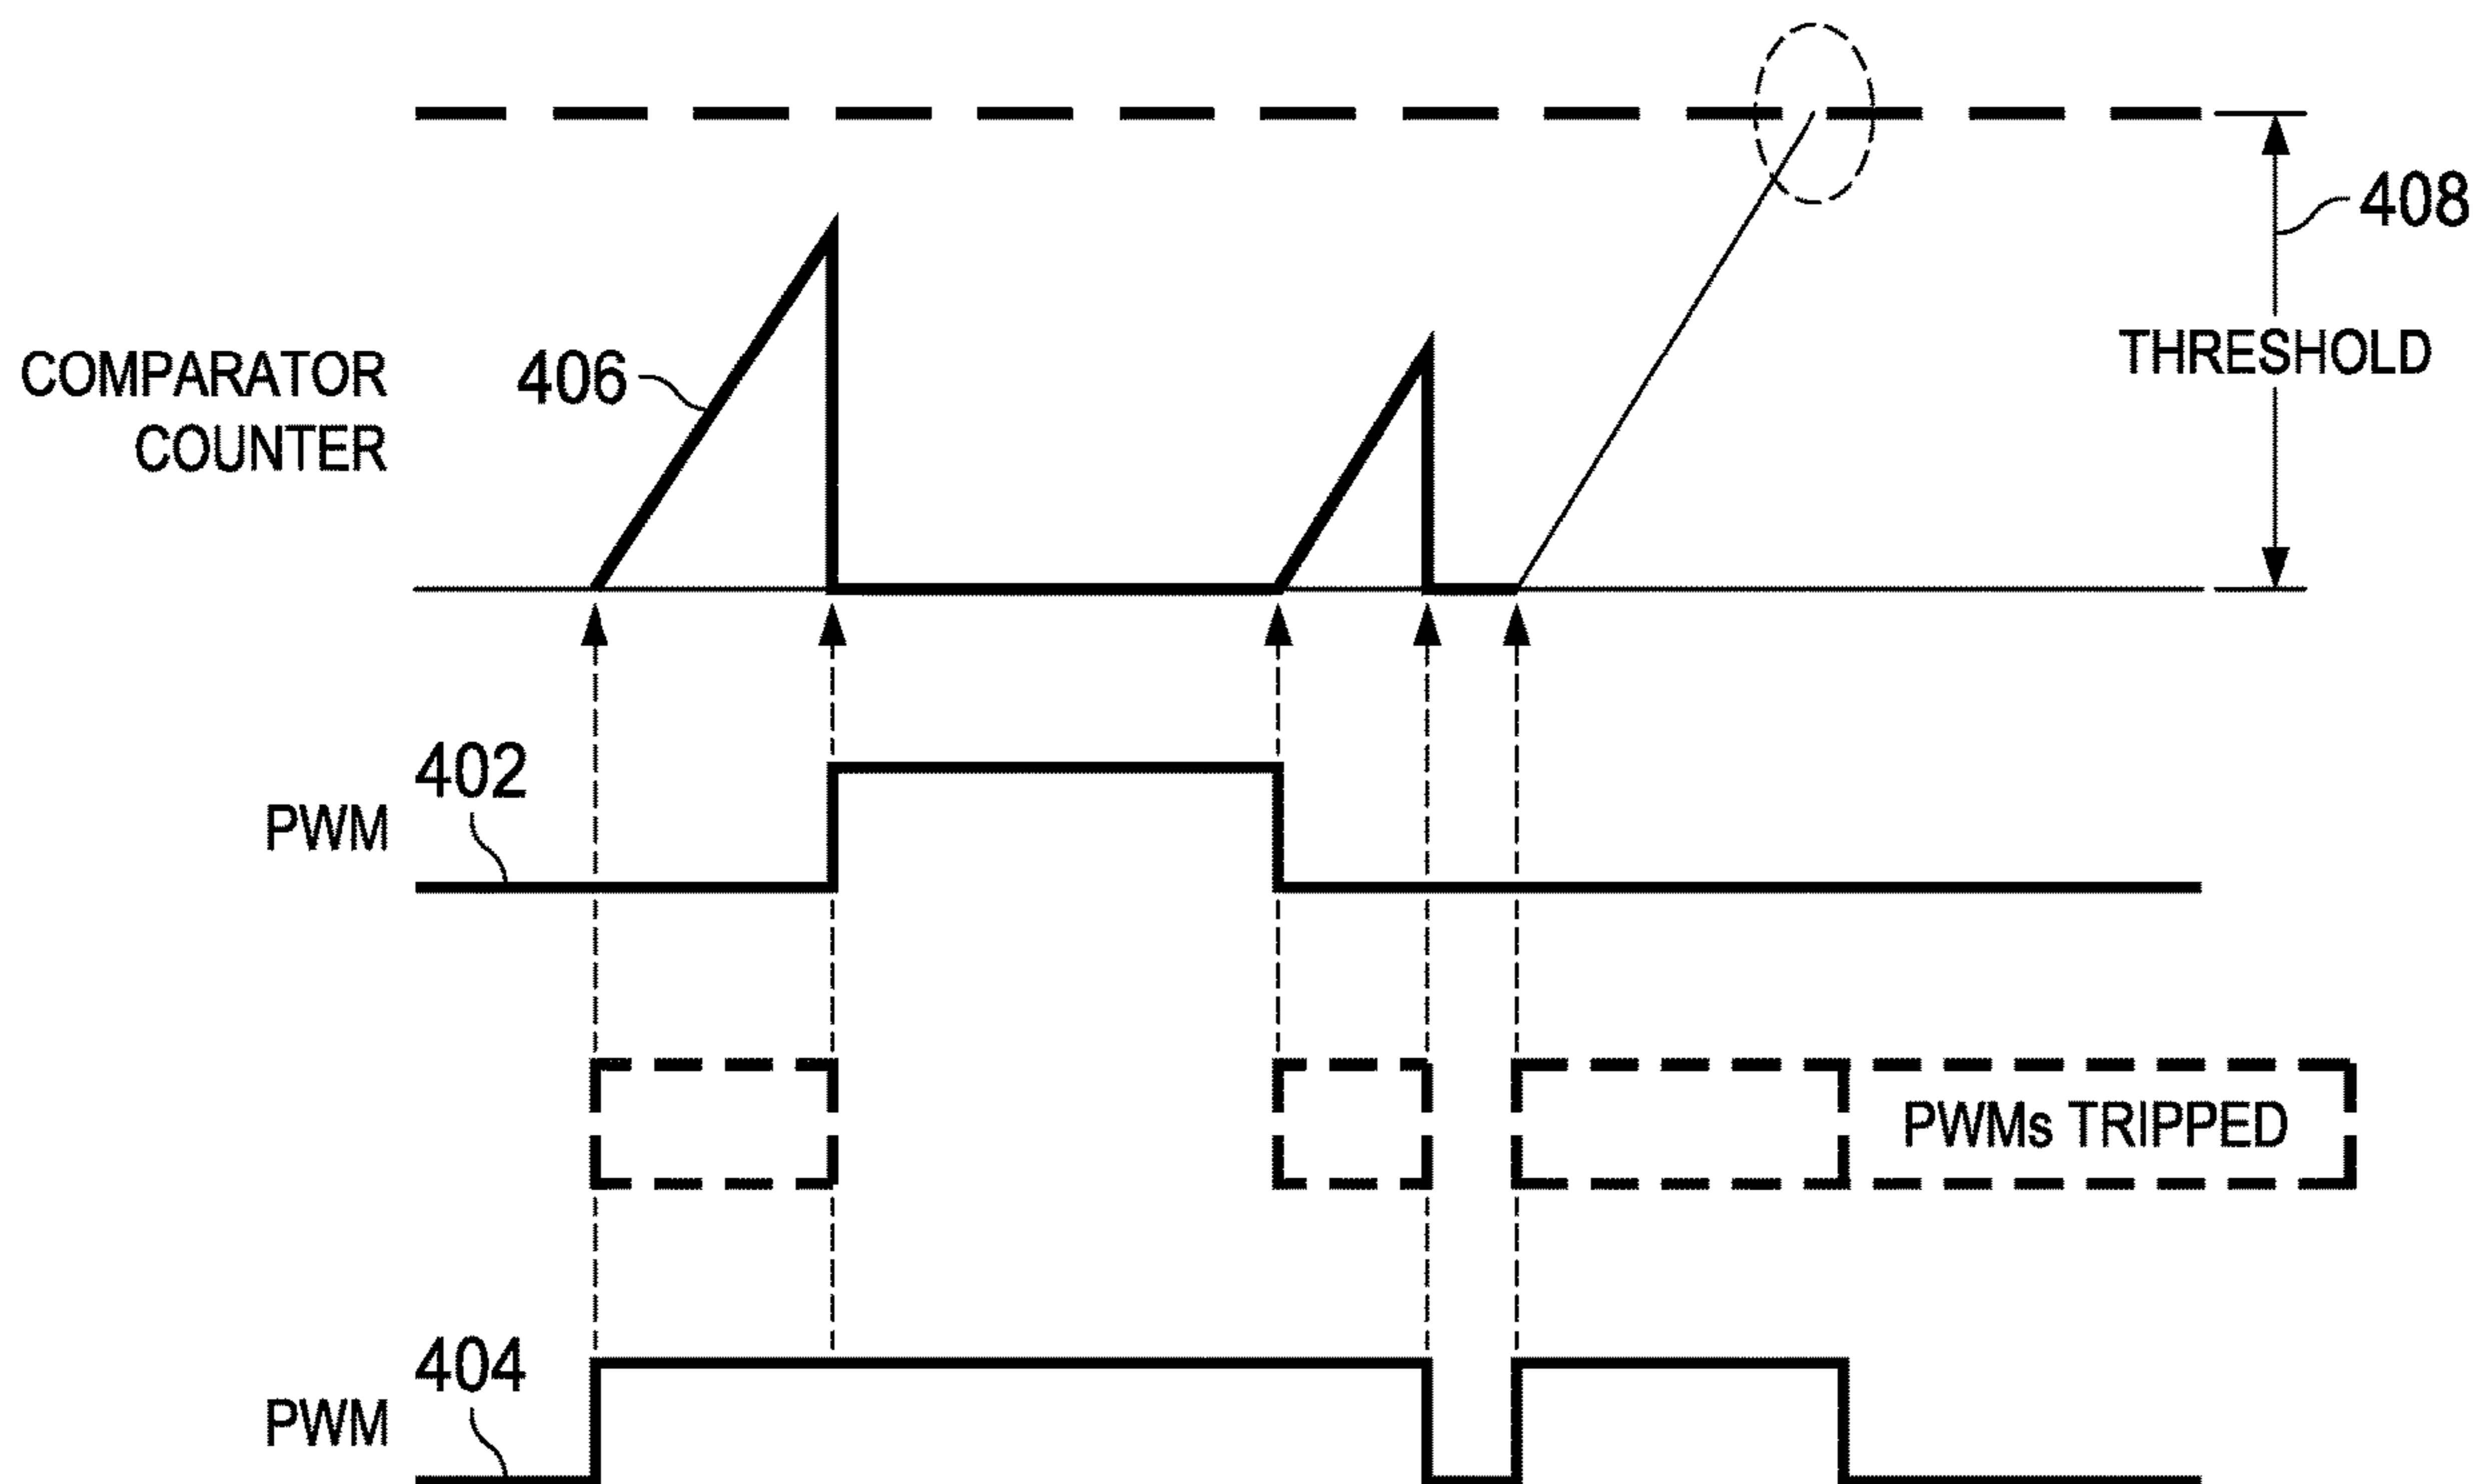 408
COMPARATOR
COUNTER
406
THRESHOLD
402
PWM
PWMs TRIPPED
404
PWM